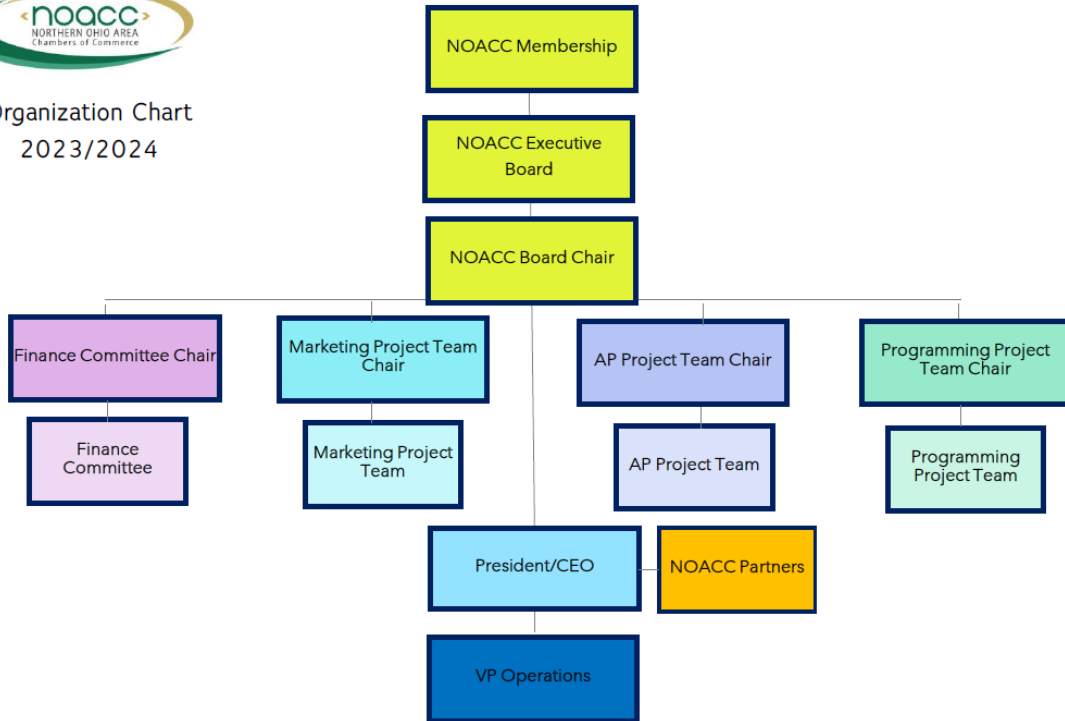 noacc
NORTHERN OHIO AREA
Chambers of Commerce
Organization Chart
2023/2024
NOACC Membership
NOACC Executive
Board
NOACC Board Chair
Finance Committee Chair
Marketing Project Team
Chair
AP Project Team Chair
Programming Project
Team Chair
Finance
Committee
Marketing Project
Team
AP Project Team
Programming
Project Team
President/CEO
NOACC Partners
VP Operations